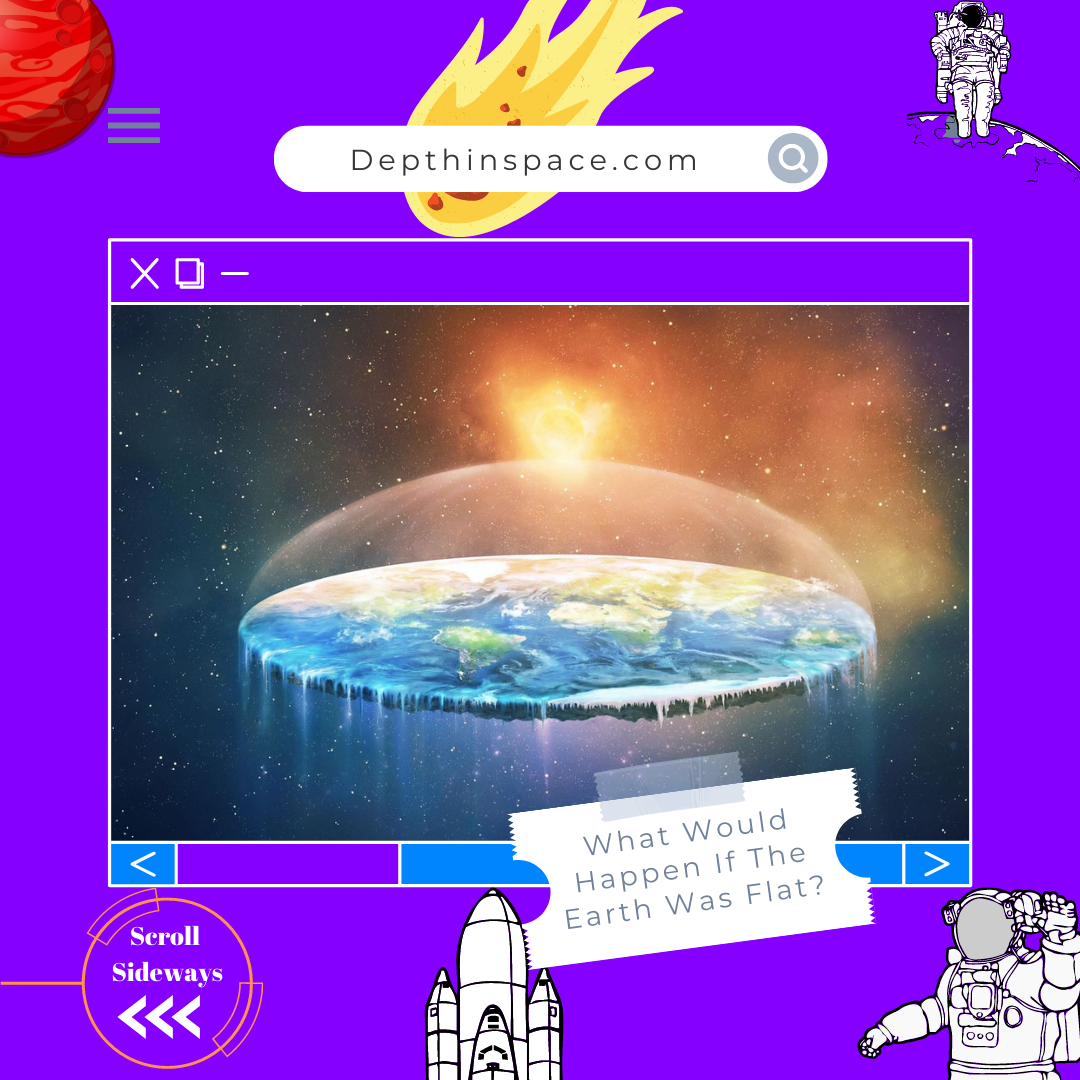 Depthinspace.com
What Would
Happen If The
Earth Was Flat?
Scroll
Sideways